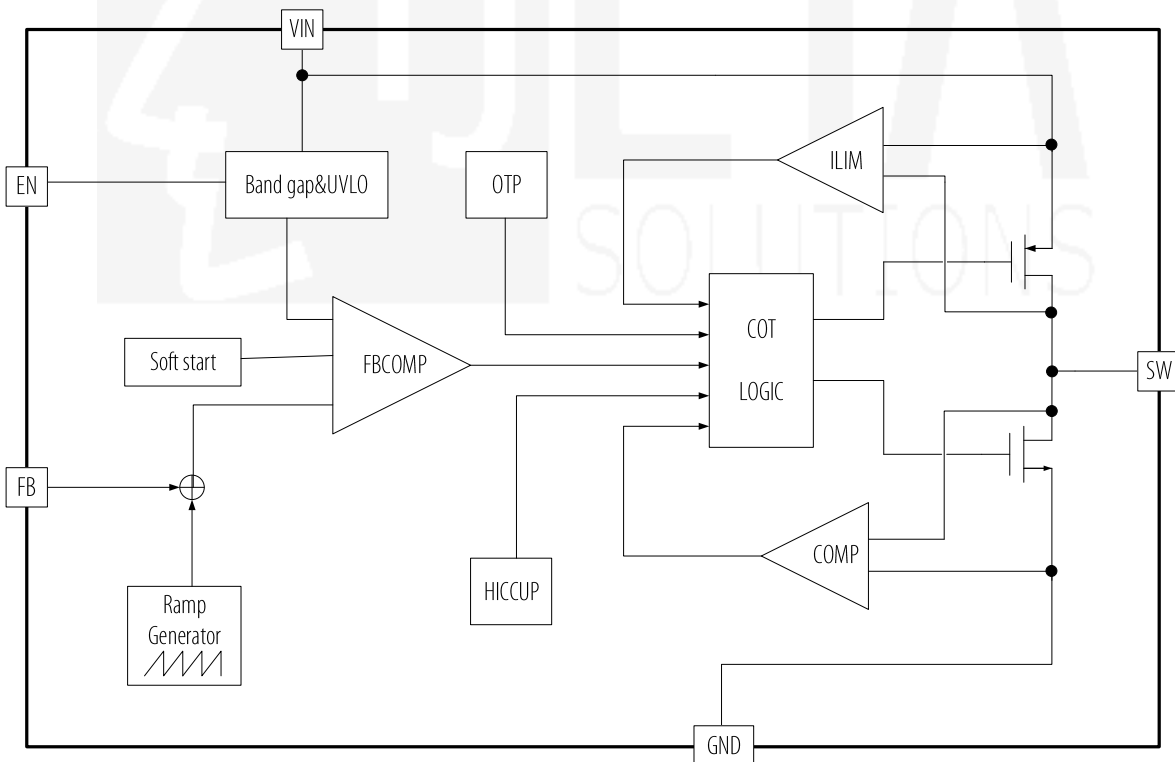 VIN
EN
Band gap&UVLO
OTP
ILIM
SOLUTIONS
COT
LOGIC
Soft start
FBCOMP
SW
FB
COMP
HICCUP
Ramp
Generator
GND